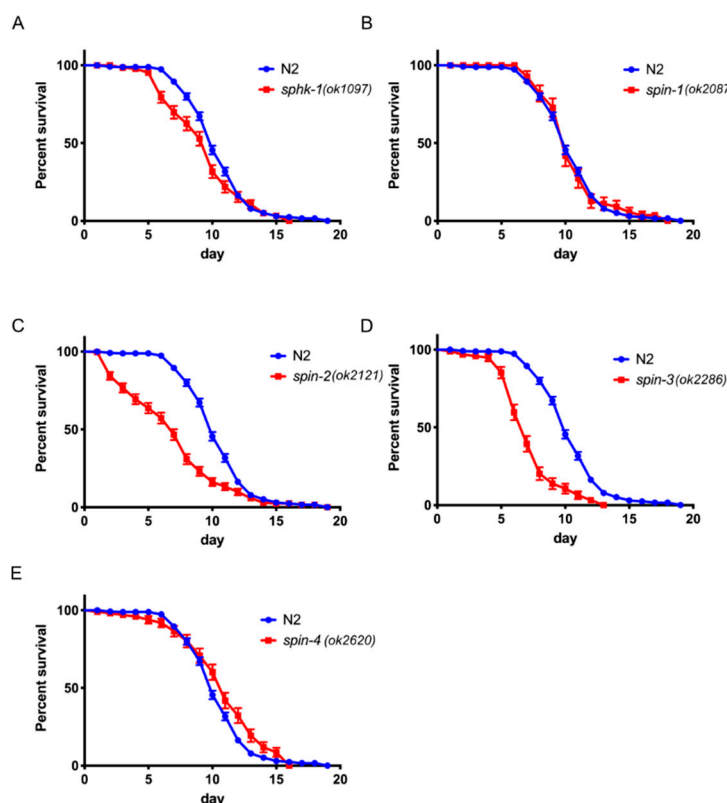 A
B
N2
sphk-1(ok1097)
Percent survival
100
50
0
0 5 10 15 20
day
N2
spin-1(ok2087
Percent survival
100
50
0
0 5 10 15 20
day
C
D
N2
spin-2(ok2121)
Percent survival
100
50
0
0 5 10 15 20
day
N2
spin-3(ok2286)
Percent survival
100
50
0
0 5 10 15 20
day
E
N2
spin-4 (ok2620)
Percent survival
100
50
0
0 5 10 15 20
day